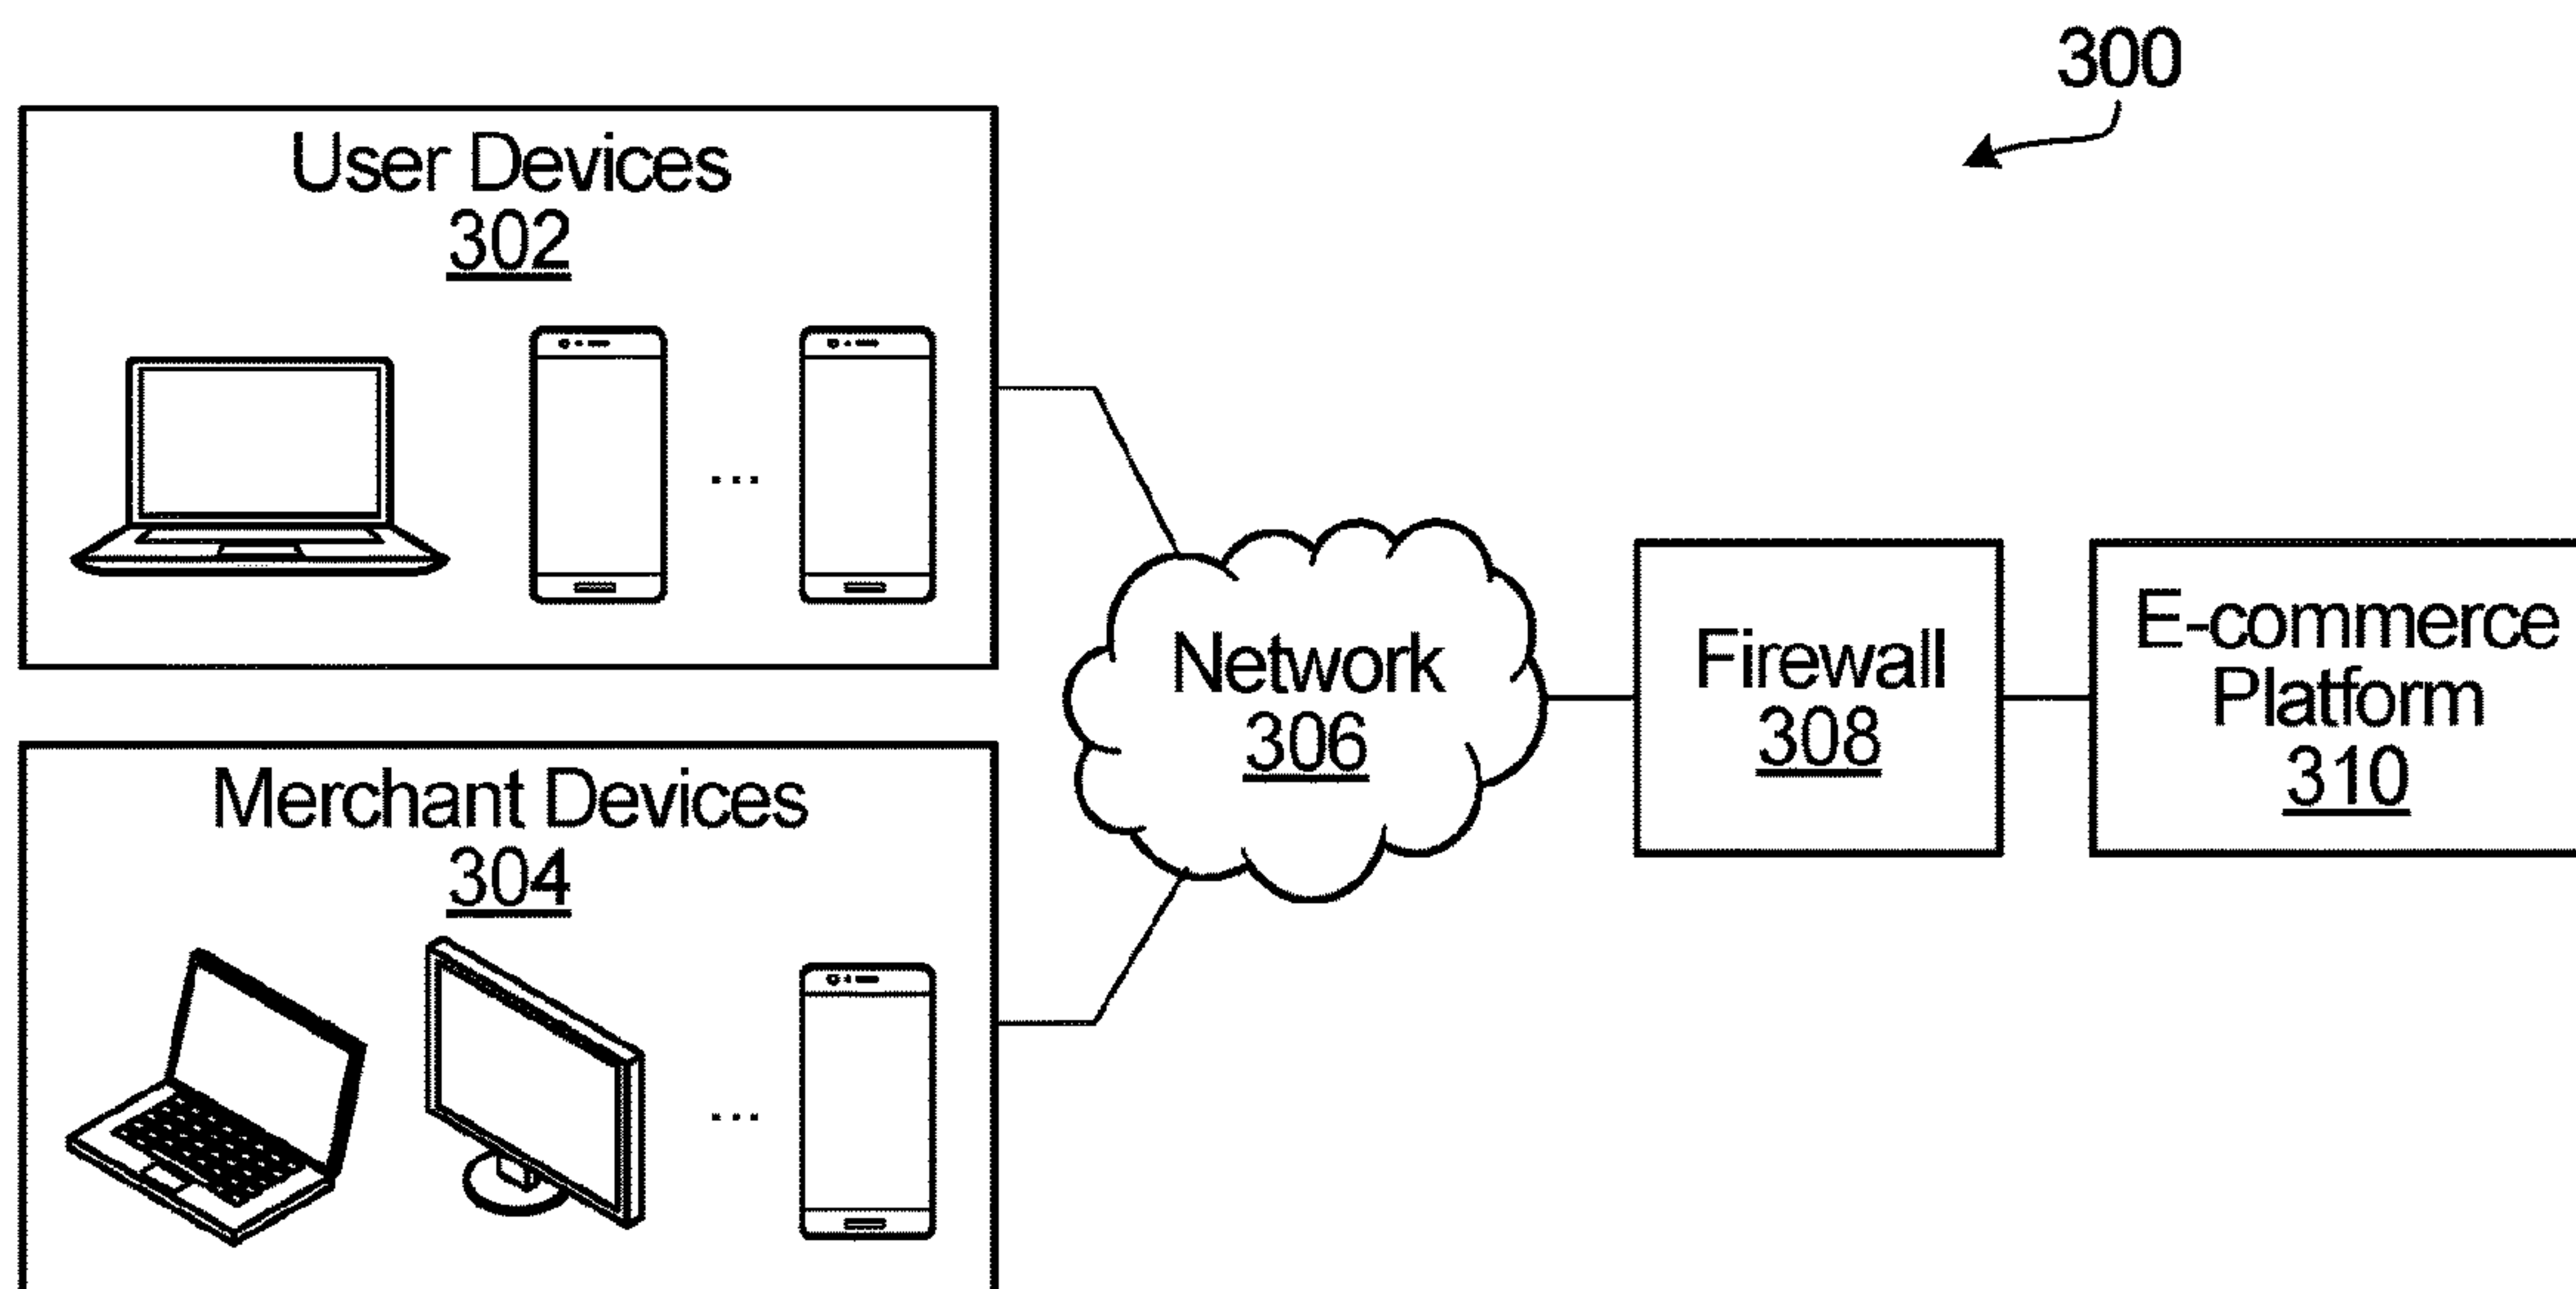 300
User Devices
302
...
Merchant Devices
304
...
Network
306
Firewall
308
E-commerce
Platform
310